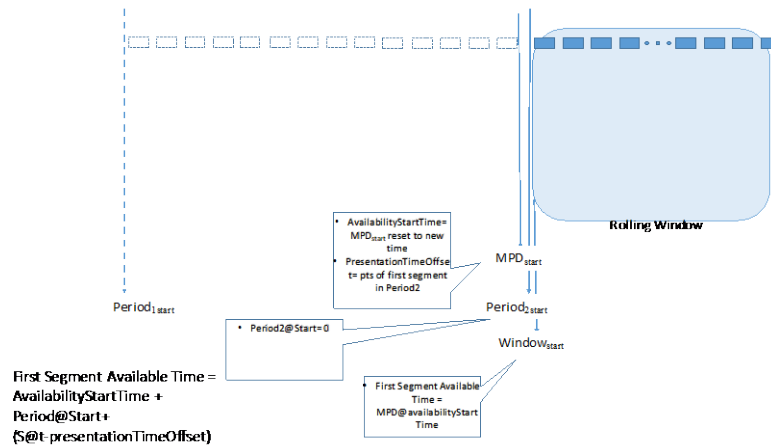 Rolling Window
• AvailabilityStartTime=
MPDstart reset to new
time
• PresentationTimeOffse
t= pts of first segment
in Period2
MPDstart
Period1start
Period2start
• Period2@Start=0
Windowstart
First Segment Available Time =
AvailabilityStartTime +
Period@Start+
(S@t-presentationTimeOffset)
• First Segment Available
Time =
MPD@availabilityStart
Time